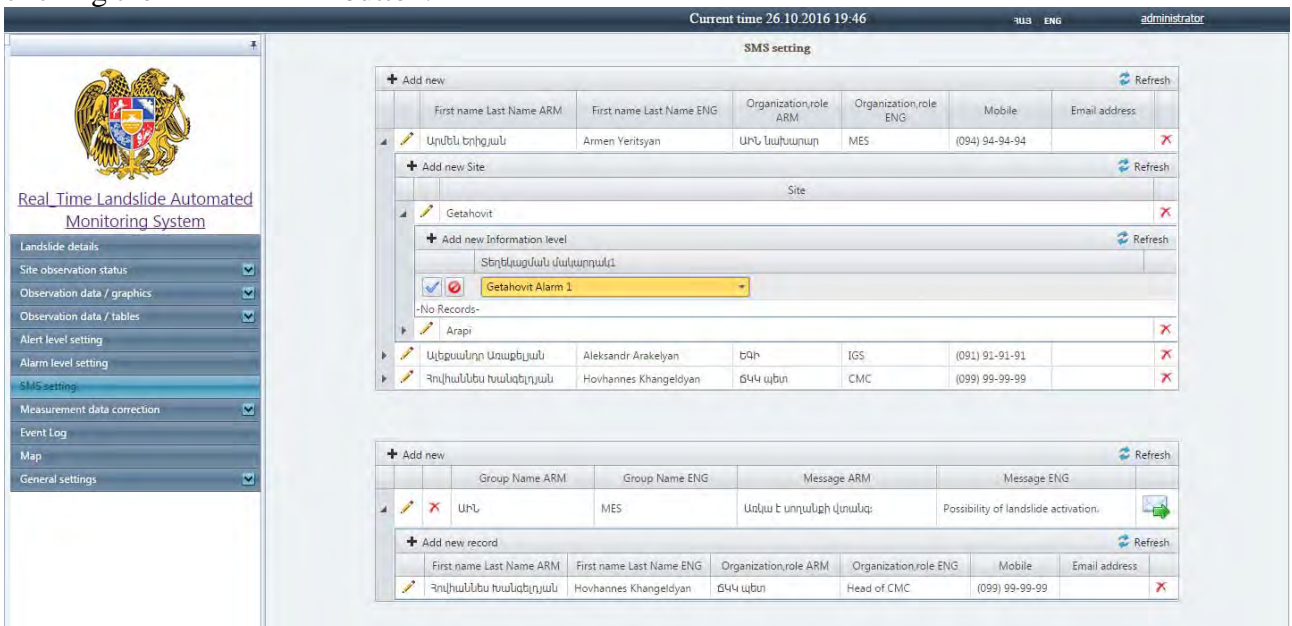 Current time 26.10.2016 19:46 ՀԱՅ ENG administrator
SMS setting
Real_Time Landslide Automated
Monitoring System
Landslide details
Site observation status
Observation data / graphics
Observation data / tables
Alert level setting
Alarm level setting
SMS setting
Measurement data correction
Event Log
Map
General settings
Add new Refresh
First name Last Name ARM First name Last Name ENG Organization,role ARM Organization,role ENG Mobile Email address
Արմեն Երիցյան Armen Yeritsyan ԱԻՆ նախարար MES (094) 94-94-94
Add new Site Refresh
Site
Getahovit
Add new Information level Refresh
Տեղեկացման մակարդակ1
Getahovit Alarm 1
-No Records-
Arapi
Ալեքսանդր Առաքելյան Aleksandr Arakelyan ԵԳԻ IGS (091) 91-91-91
Հովհաննես Խանգելդյան Hovhannes Khangeldyan ՃԿԿ պետ CMC (099) 99-99-99
Add new Refresh
Group Name ARM Group Name ENG Message ARM Message ENG
ԱԻՆ MES Առկա է սողանքի վտանգ: Possibility of landslide activation.
Add new record Refresh
First name Last Name ARM First name Last Name ENG Organization,role ARM Organization,role ENG Mobile Email address
Հովհաննես Խանգելդյան Hovhannes Khangeldyan ՃԿԿ պետ Head of CMC (099) 99-99-99